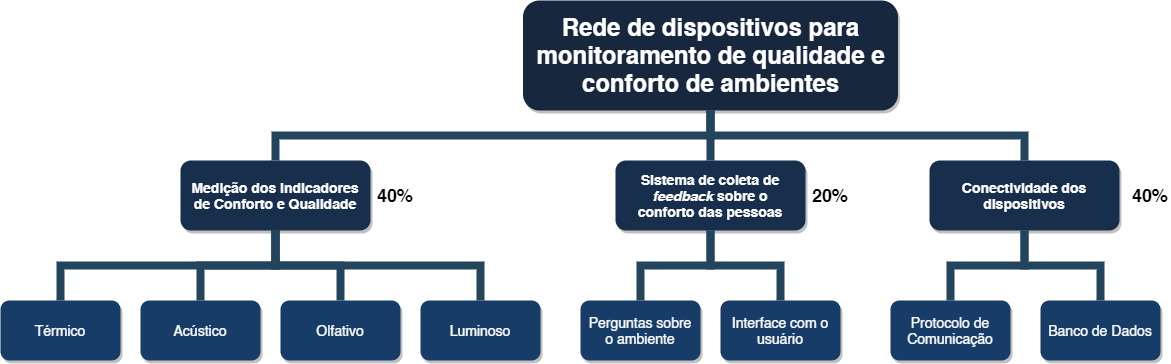 Rede de dispositivos para
monitoramento de qualidade e
conforto de ambientes
Medição dos Indicadores
de Conforto e Qualidade
40%
Sistema de coleta de
feedback sobre o
conforto das pessoas
20%
Conectividade dos
dispositivos
40%
Térmico
Acústico
Olfativo
Luminoso
Perguntas sobre
o ambiente
Interface com o
usuário
Protocolo de
Comunicação
Banco de Dados